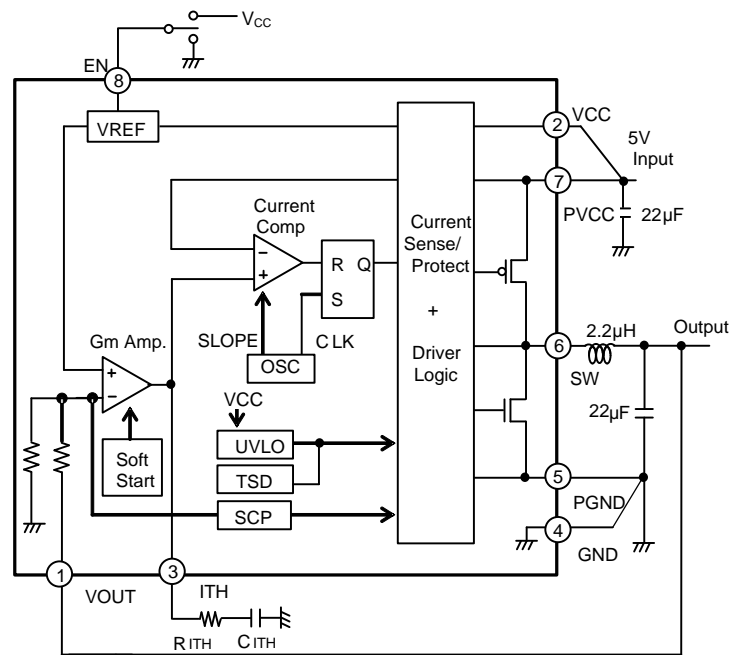 VCC
EN
8
VREF
2
VCC
5V
Input
7
PVCC
22µF
Current
Comp
−
+
R
Q
S
Current
Sense/
Protect
+
Driver
Logic
SLOPE
CLK
OSC
Gm Amp.
+
−
6
2.2µH
Output
SW
22µF
VCC
UVLO
TSD
SCP
Soft
Start
5
PGND
4
GND
1
VOUT
3
ITH
RITH
CITH